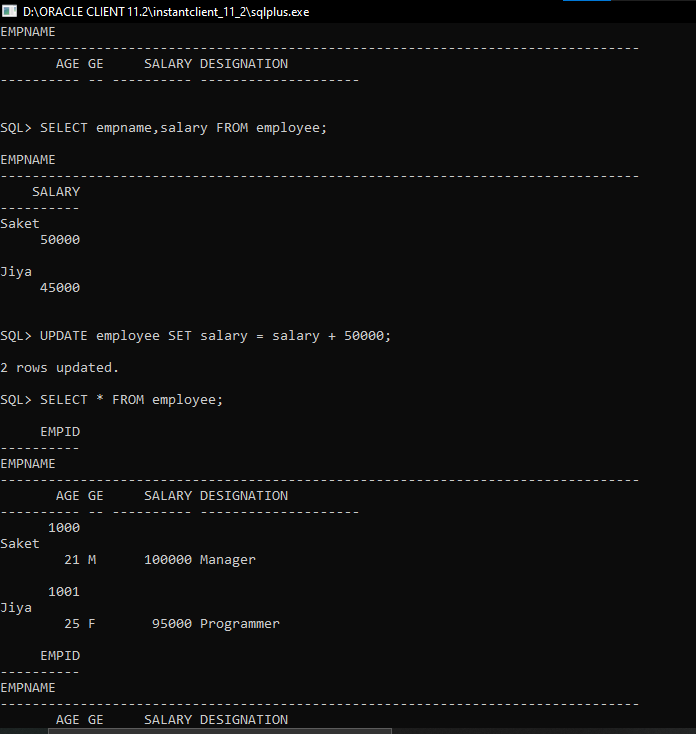 D:\ORACLE CLIENT 11.2\instantclient_11_2\sqlplus.exe
EMPNAME
--------------------------------------------------------------------------------
       AGE GE     SALARY DESIGNATION
---------- -- ---------- --------------------


SQL> SELECT empname,salary FROM employee;

EMPNAME
--------------------------------------------------------------------------------
    SALARY
----------
Saket
     50000

Jiya
     45000


SQL> UPDATE employee SET salary = salary + 50000;

2 rows updated.

SQL> SELECT * FROM employee;

     EMPID
----------
EMPNAME
--------------------------------------------------------------------------------
       AGE GE     SALARY DESIGNATION
---------- -- ---------- --------------------
      1000
Saket
        21 M      100000 Manager

      1001
Jiya
        25 F       95000 Programmer

     EMPID
----------
EMPNAME
--------------------------------------------------------------------------------
       AGE GE     SALARY DESIGNATION